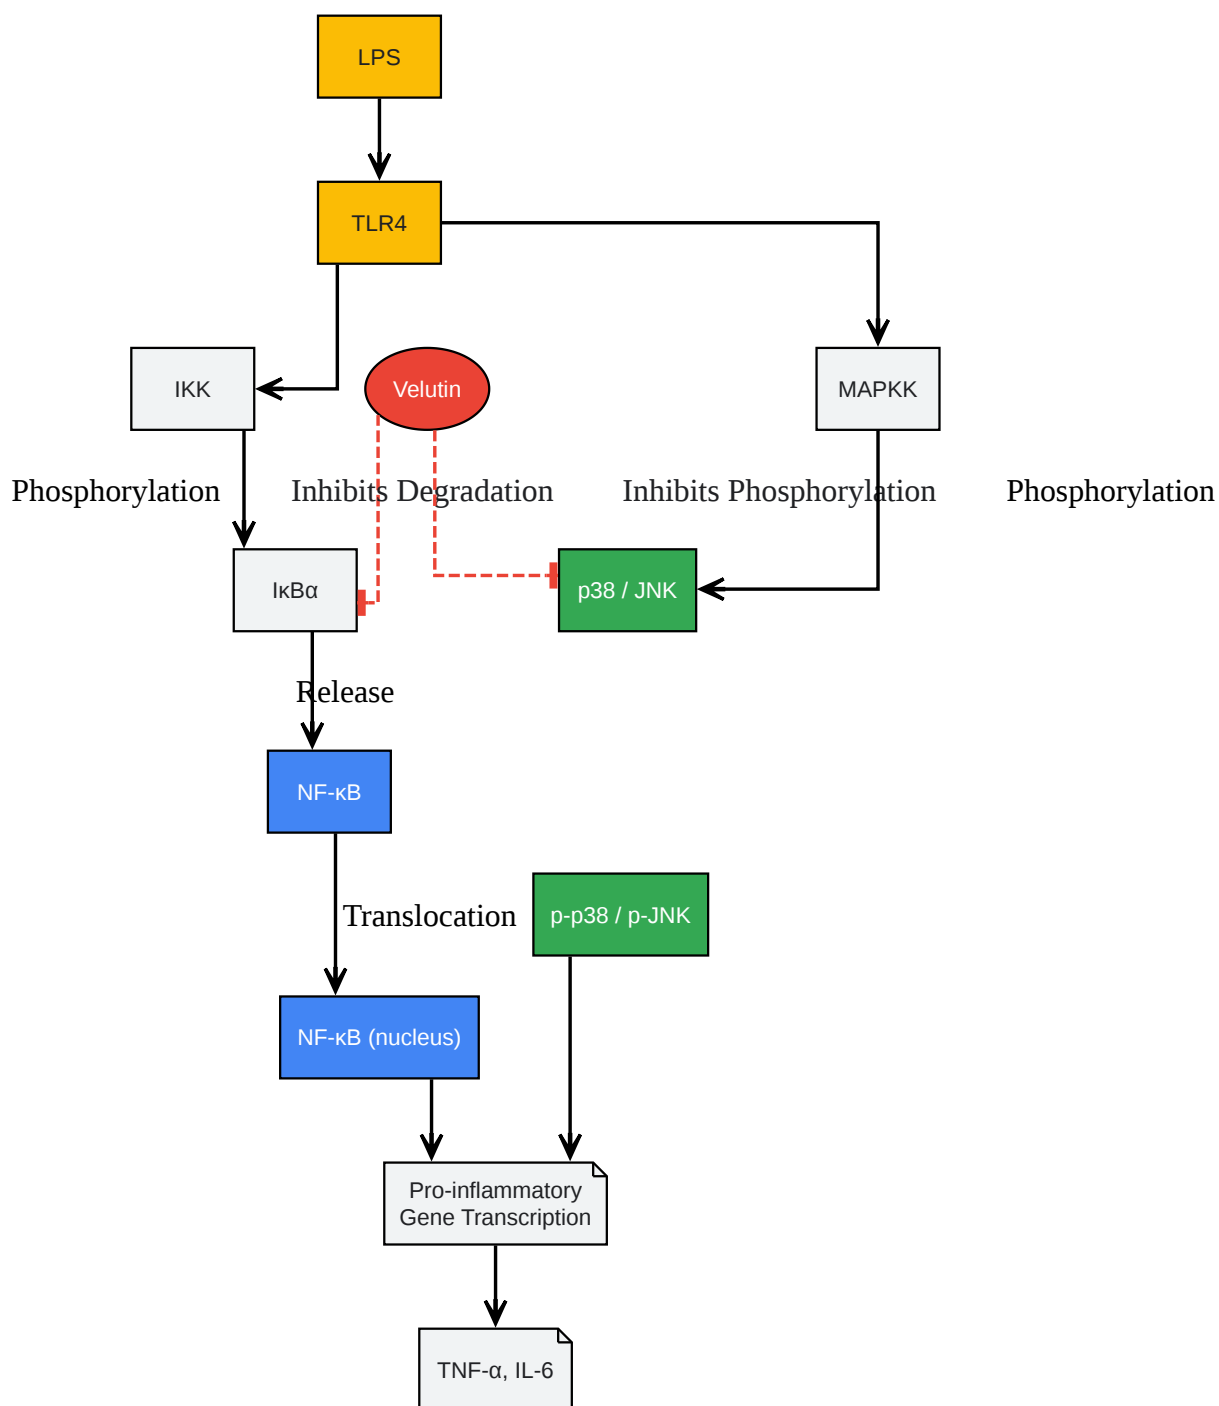 LPS
TLR4
IKK
Velutin
MAPKK
Phosphorylation
Inhibits Degradation
Inhibits Phosphorylation
Phosphorylation
IκBα
p38 / JNK
Release
NF-κB
Translocation
p-p38 / p-JNK
NF-κB (nucleus)
Pro-inflammatory
Gene Transcription
TNF-α, IL-6